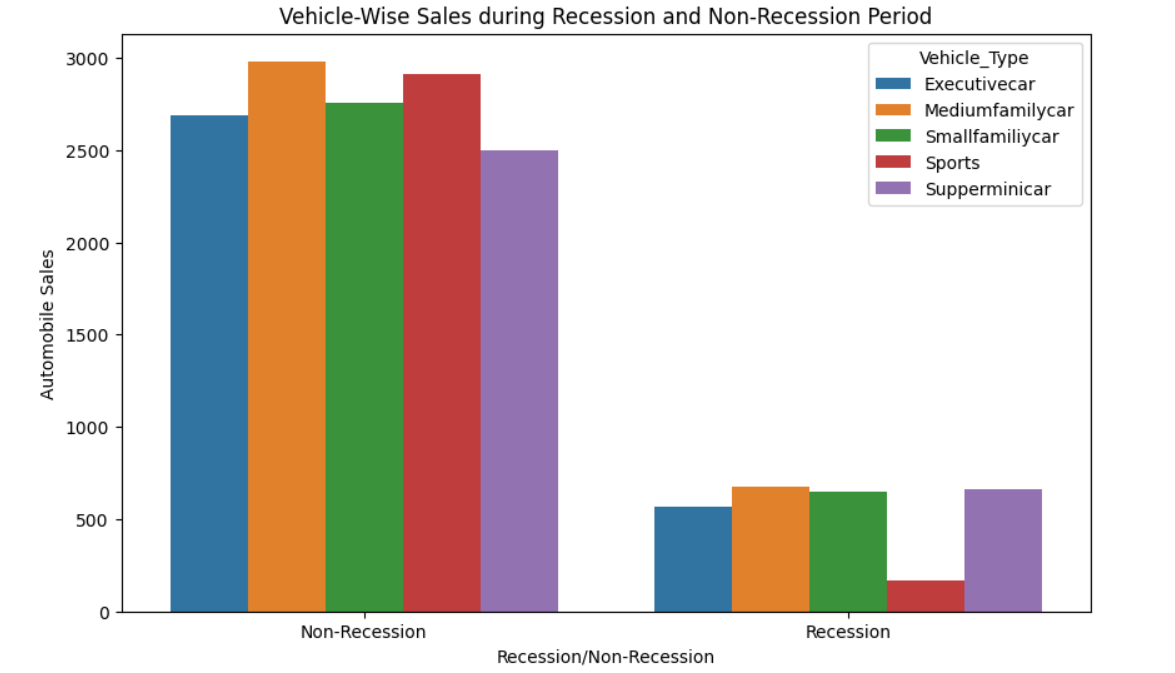 Vehicle-Wise Sales during Recession and Non-Recession Period
Vehicle_Type
Executivecar
Mediumfamilycar
Smallfamiliycar
Sports
Supperminicar
3000
2500
2000
1500
1000
500
0
Automobile Sales
Non-Recession
Recession
Recession/Non-Recession